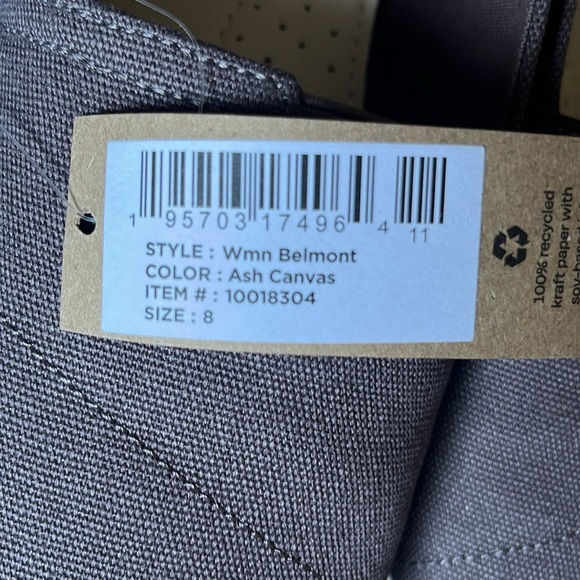 1 95703 17496 4 11
STYLE : Wmn Belmont
COLOR : Ash Canvas
ITEM # : 10018304
SIZE : 8
100% recycled
kraft paper with